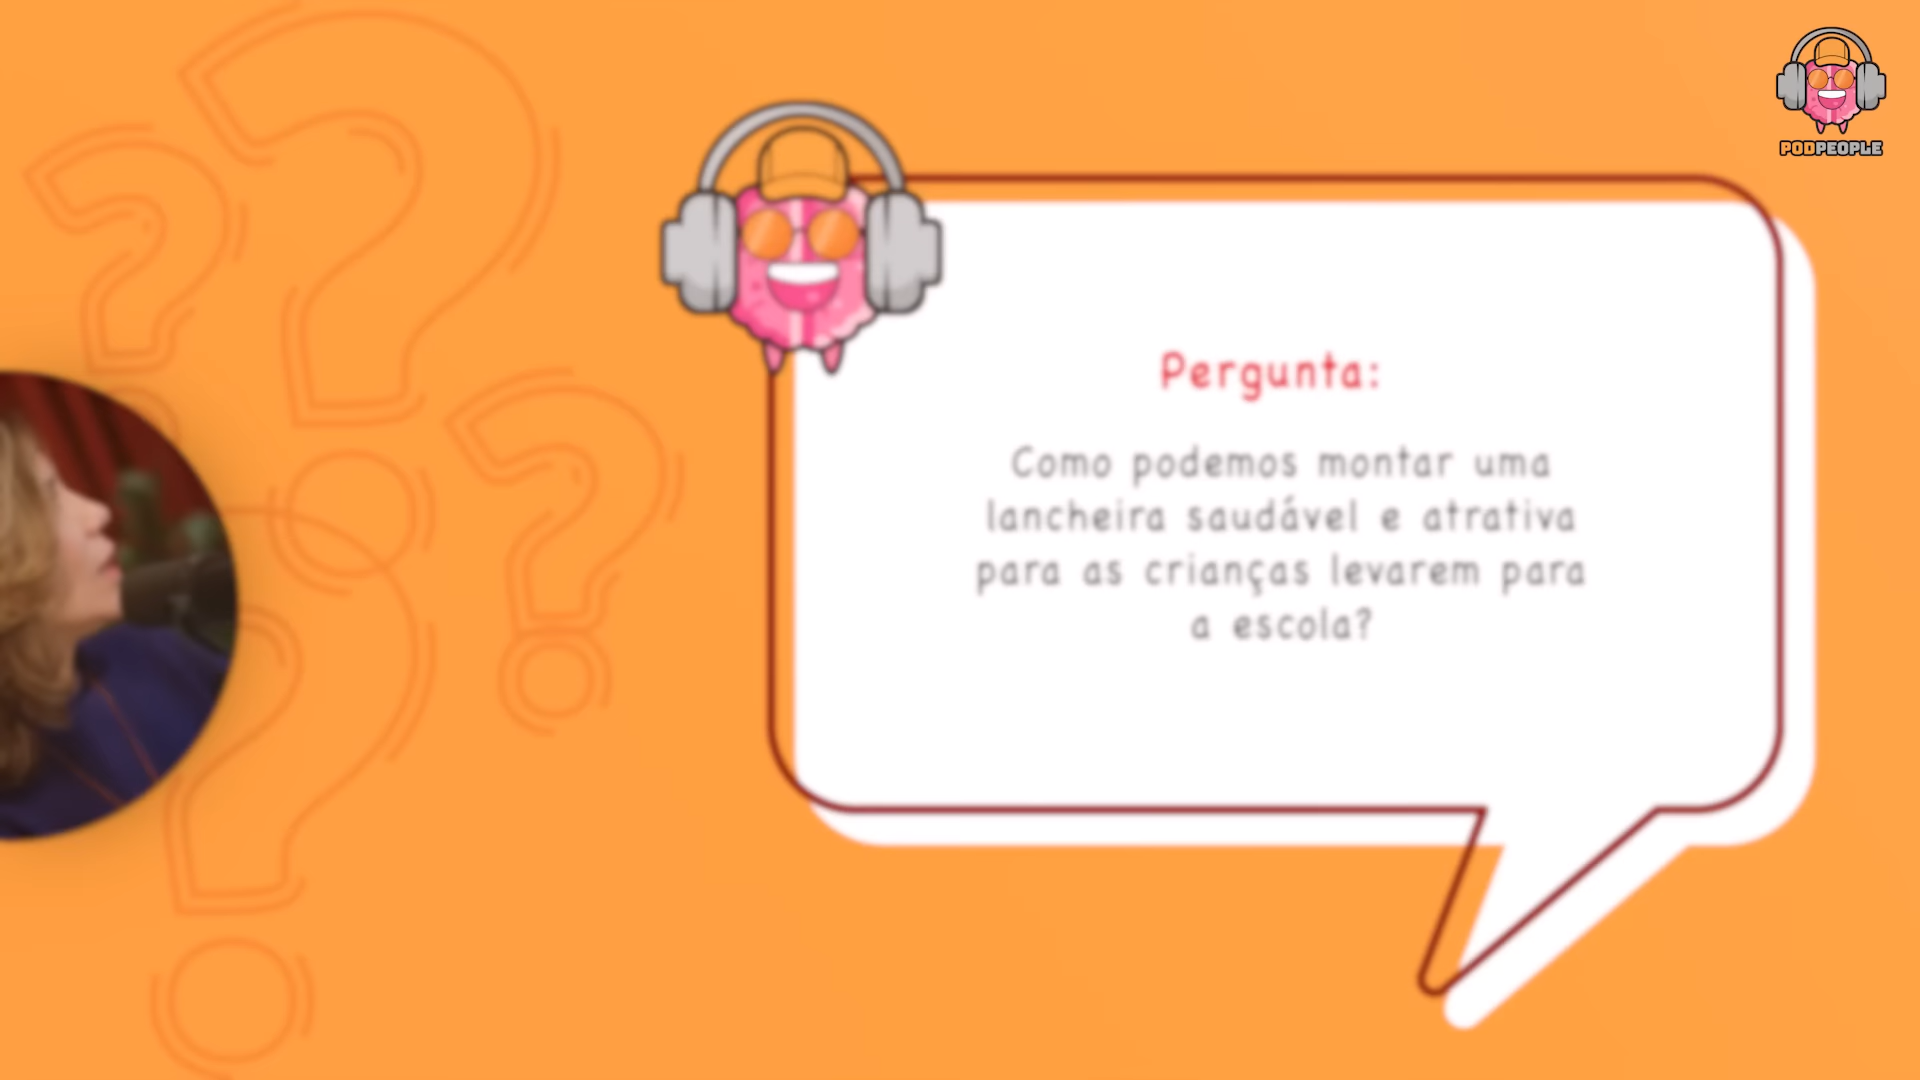 PODPEOPLE
Pergunta:
Como podemos montar uma
lancheira saudável e atrativa
para as crianças levarem para
a escola?